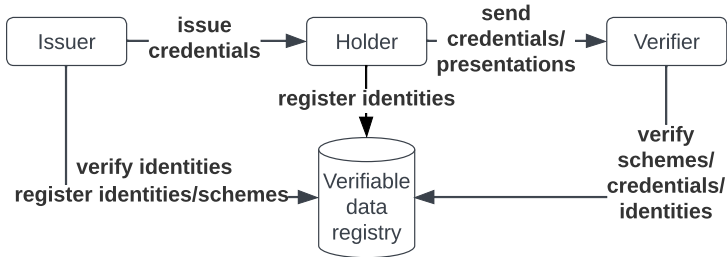 Issuer
issue
credentials
Holder
send
credentials/
presentations
Verifier
register identities
verify identities
register identities/schemes
Verifiable
data
registry
verify
schemes/
credentials/
identities